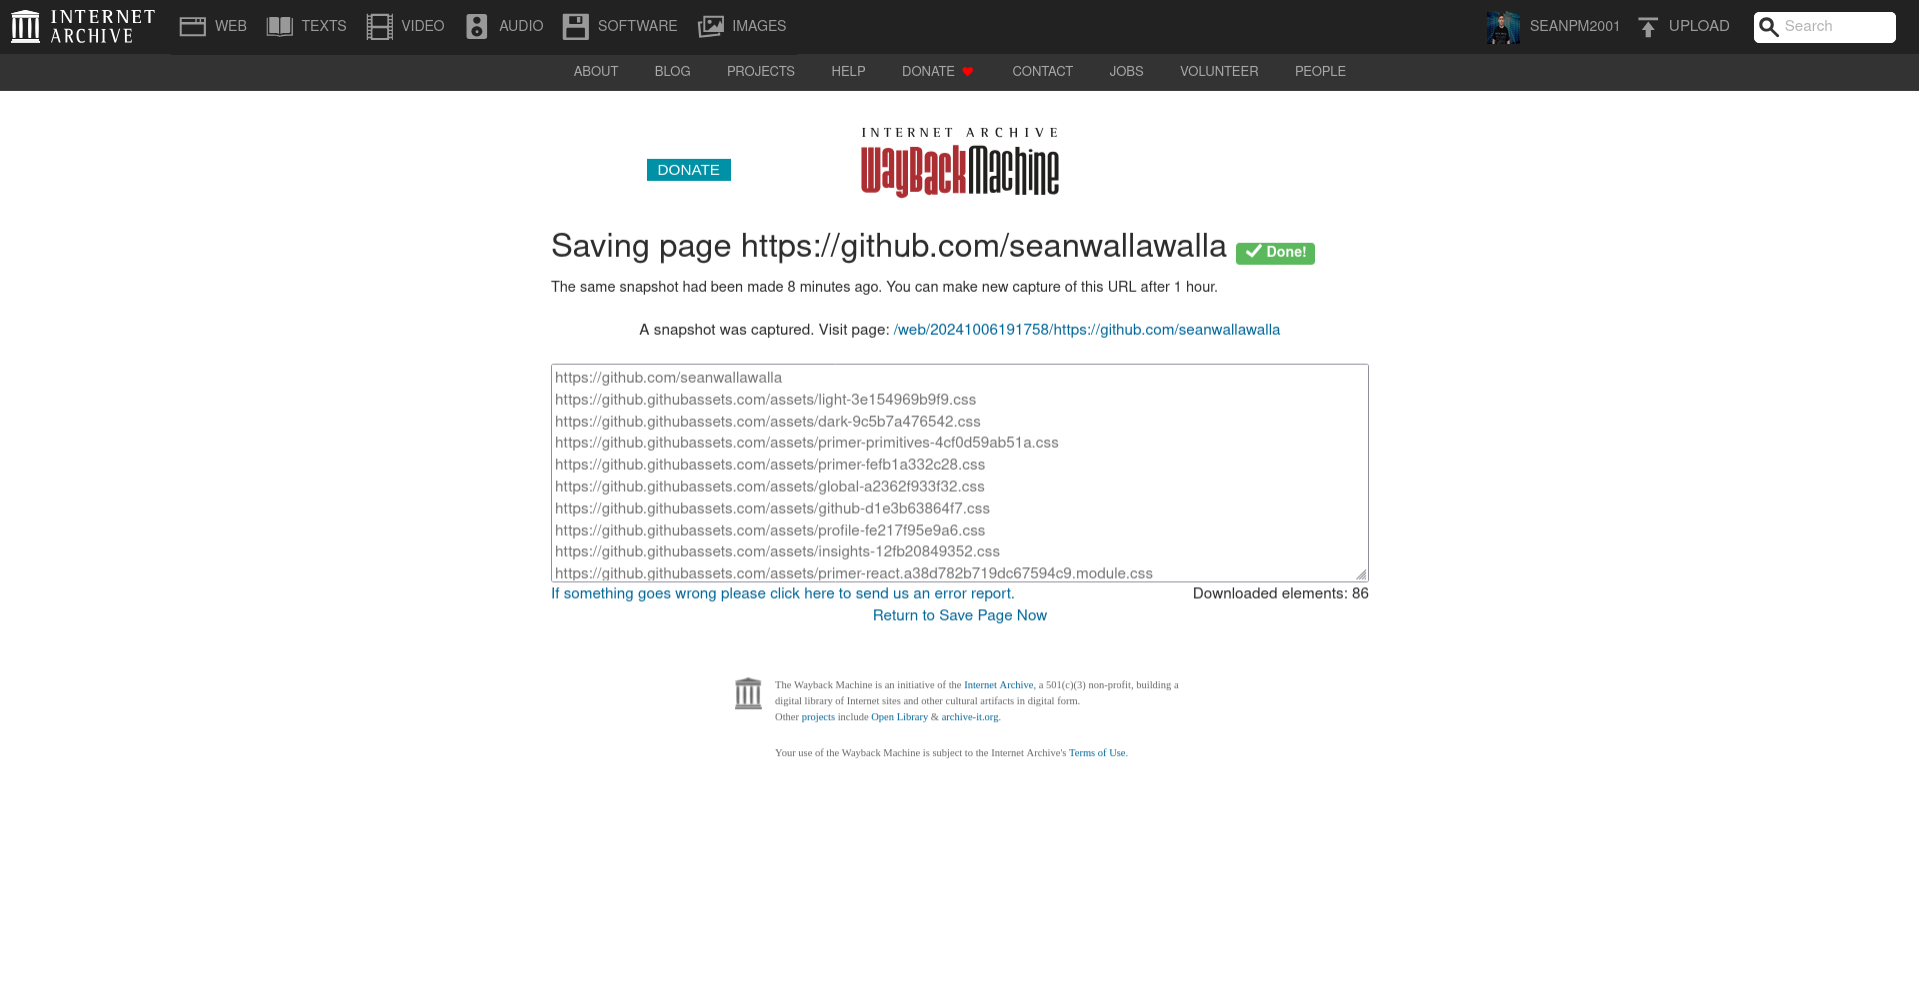 INTERNET ARCHIVE
WEB
TEXTS
VIDEO
AUDIO
SOFTWARE
IMAGES
SEANPM2001
UPLOAD
Search
ABOUT
BLOG
PROJECTS
HELP
DONATE
CONTACT
JOBS
VOLUNTEER
PEOPLE
INTERNET ARCHIVE
WayBackMachine
DONATE
Saving page https://github.com/seanwallawalla Done!
The same snapshot had been made 8 minutes ago. You can make new capture of this URL after 1 hour.
A snapshot was captured. Visit page: /web/20241006191758/https://github.com/seanwallawalla
https://github.com/seanwallawalla
https://github.githubassets.com/assets/light-3e154969b9f9.css
https://github.githubassets.com/assets/dark-9c5b7a476542.css
https://github.githubassets.com/assets/primer-primitives-4cf0d59ab51a.css
https://github.githubassets.com/assets/primer-fefb1a332c28.css
https://github.githubassets.com/assets/global-a2362f933f32.css
https://github.githubassets.com/assets/github-d1e3b63864f7.css
https://github.githubassets.com/assets/profile-fe217f95e9a6.css
https://github.githubassets.com/assets/insights-12fb20849352.css
https://github.githubassets.com/assets/primer-react.a38d782b719dc67594c9.module.css
If something goes wrong please click here to send us an error report.
Downloaded elements: 86
Return to Save Page Now
The Wayback Machine is an initiative of the Internet Archive, a 501(c)(3) non-profit, building a
digital library of Internet sites and other cultural artifacts in digital form.
Other projects include Open Library & archive-it.org.
Your use of the Wayback Machine is subject to the Internet Archive's Terms of Use.